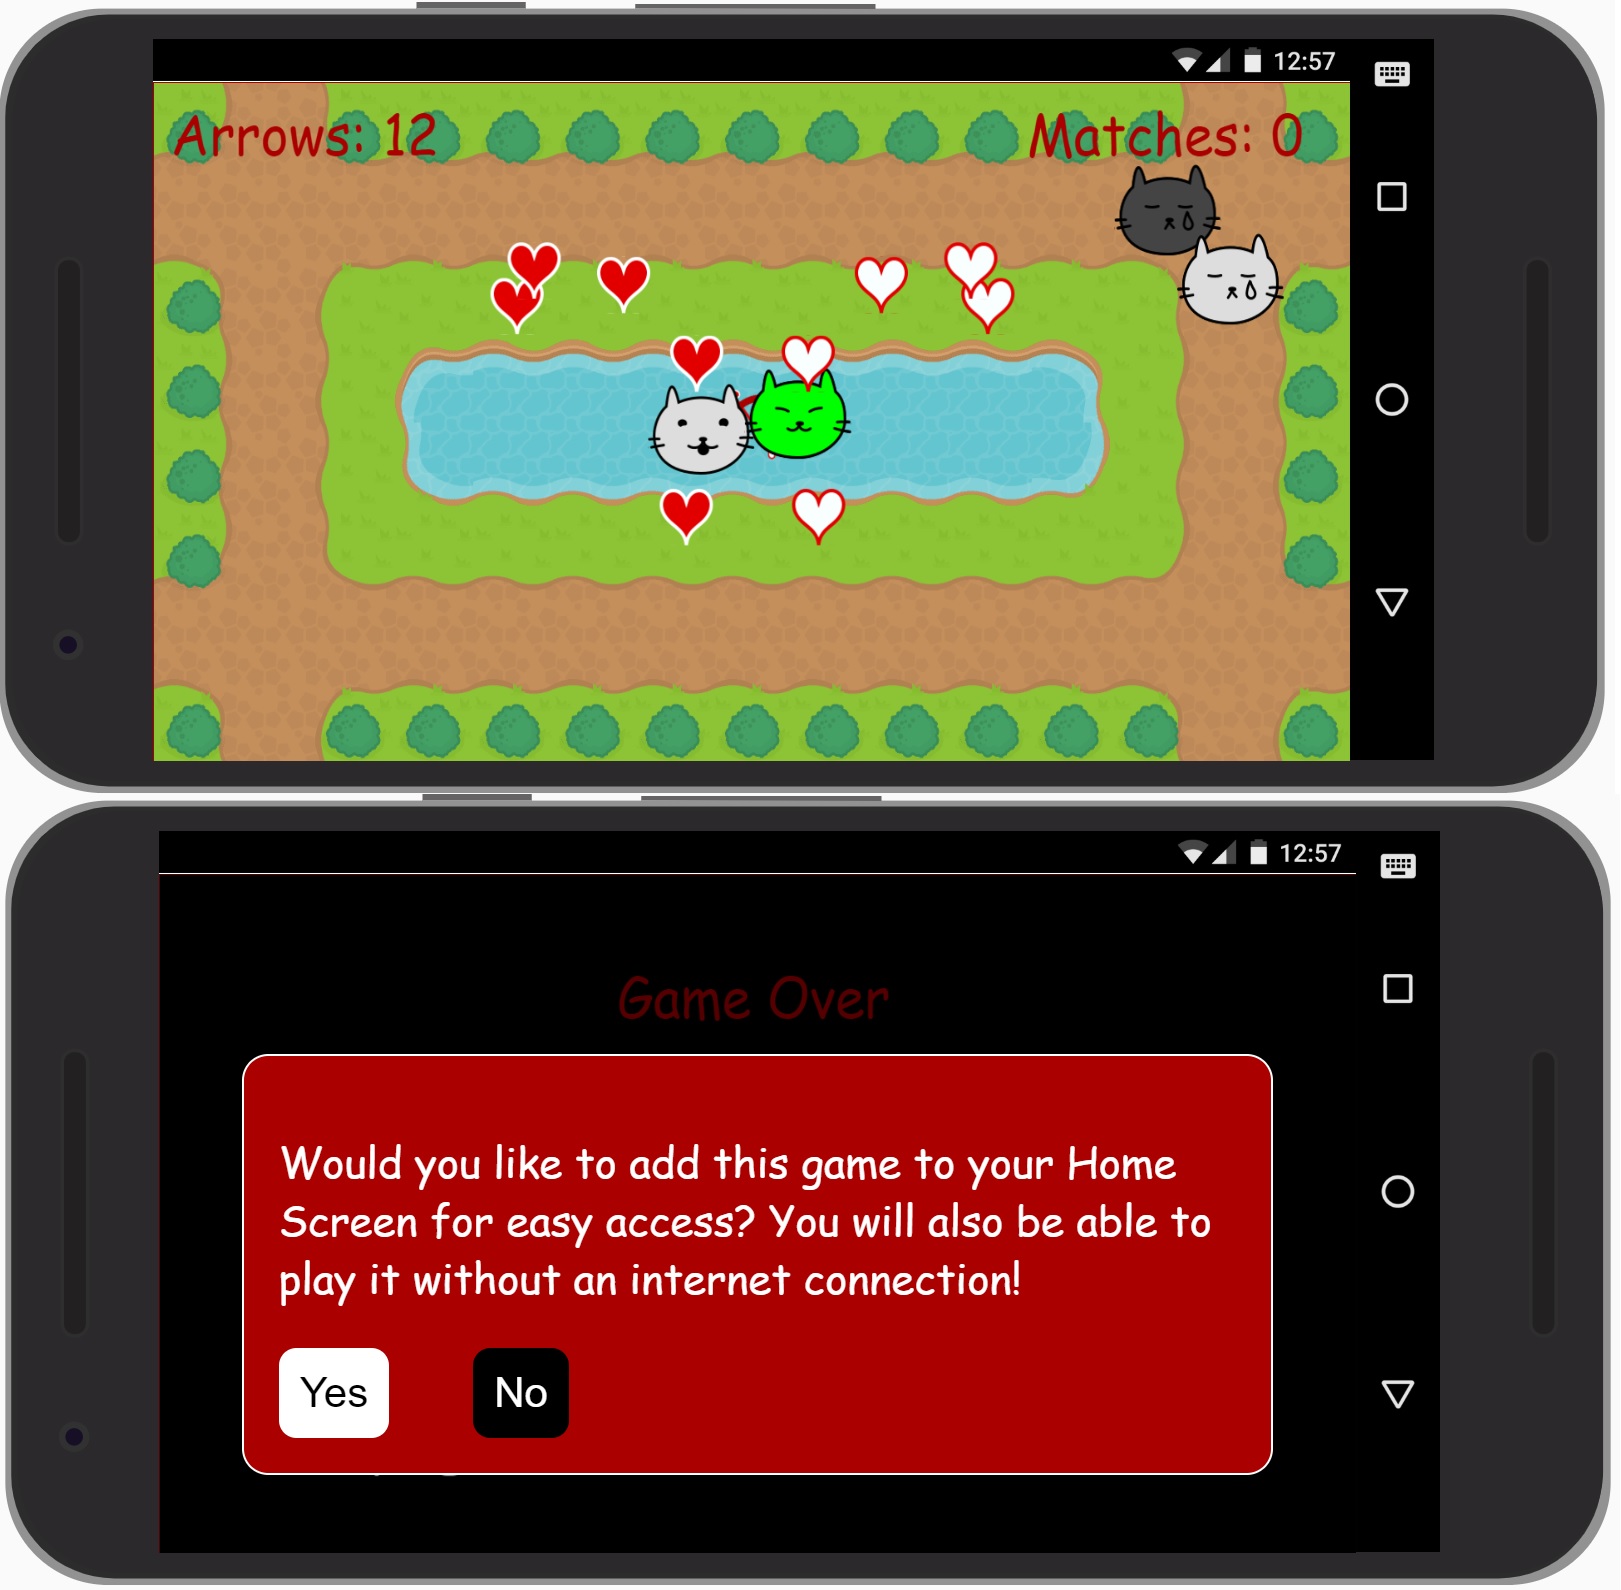 12:57
Arrows: 12
Matches: 0
12:57
Game Over
Would you like to add this game to your Home
Screen for easy access? You will also be able to
play it without an internet connection!
Yes
No